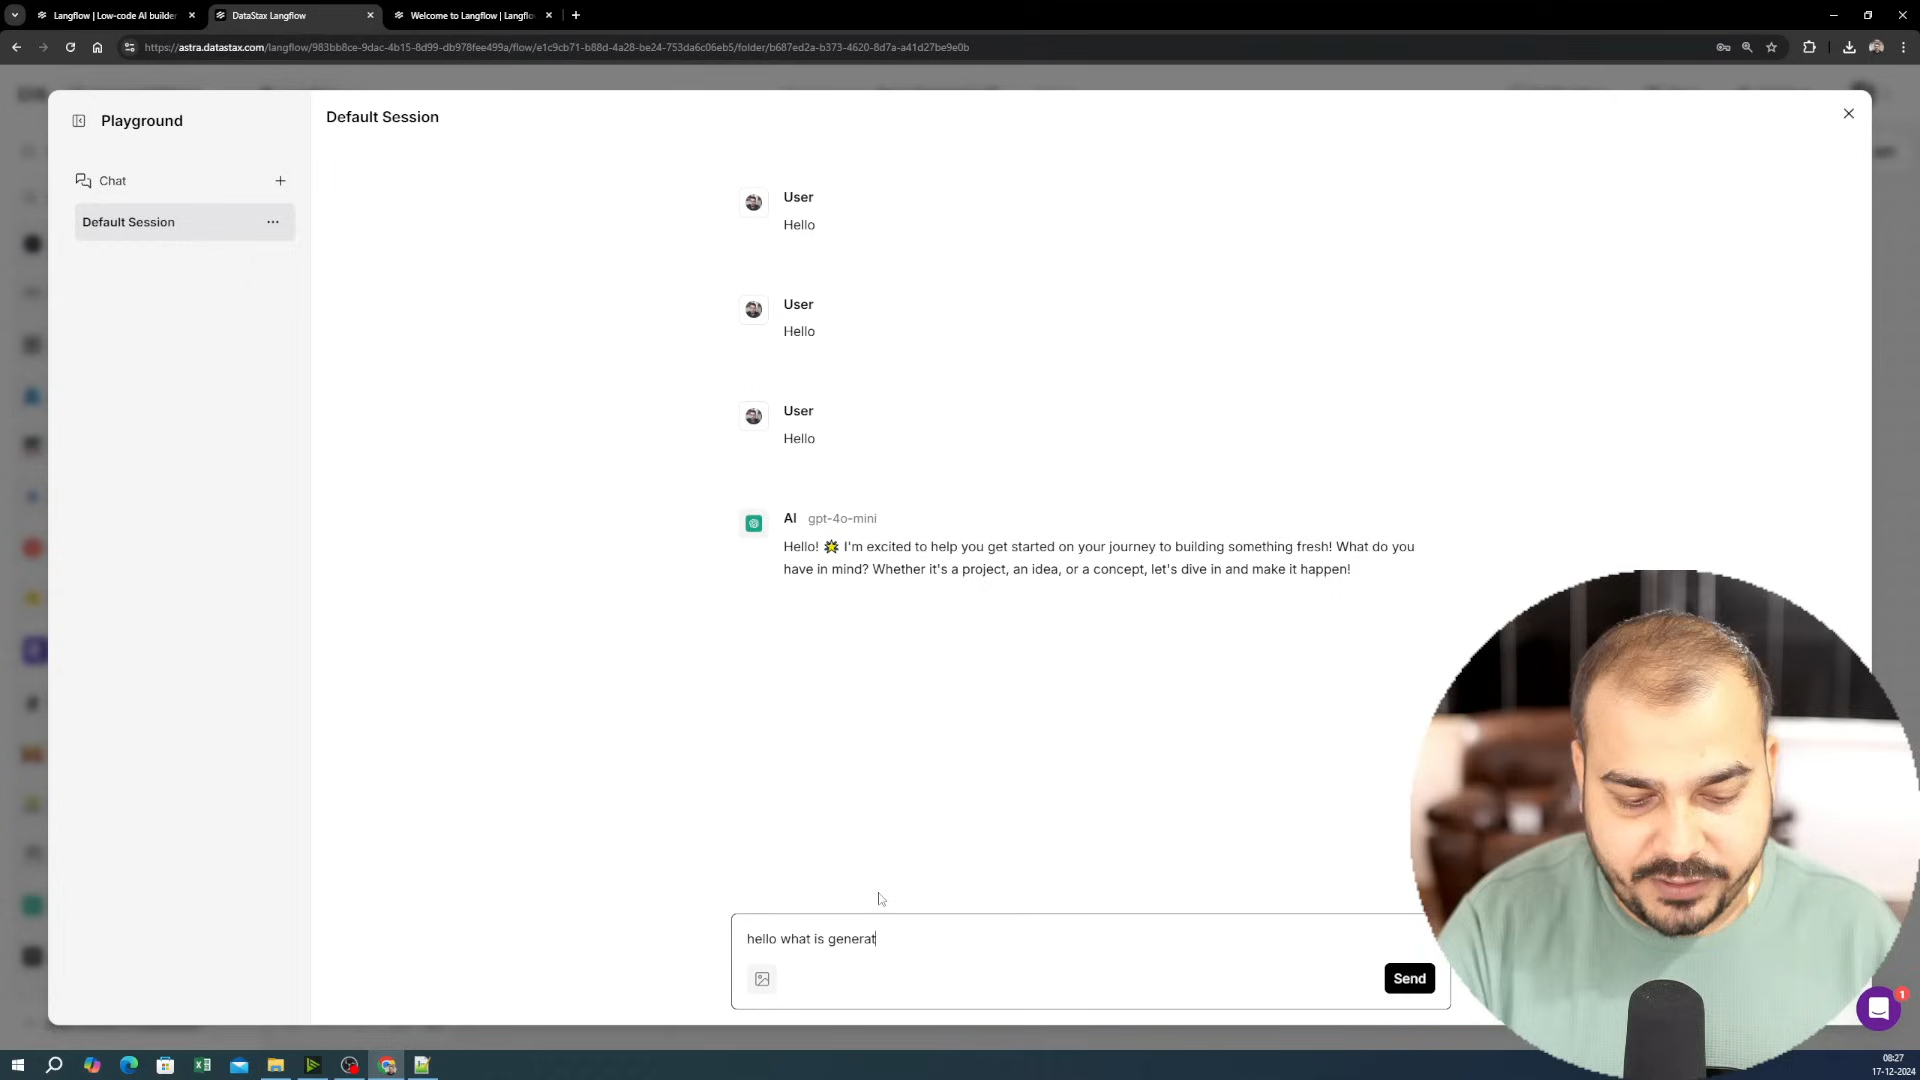 Langflow | Low-code AI builder
DataStax Langflow
Welcome to Langflow | Langflo
https://astra.datastax.com/langflow/983bb8ce-9dac-4b15-8d99-db978fee499a/flow/e1c9cb71-b88d-4a28-be24-753da6c06eb5/folder/b687ed2a-b373-4620-8d7a-a41d27be9e0b
Playground
Default Session
Chat
Default Session
User
Hello
User
Hello
User
Hello
AI gpt-4o-mini
Hello! 🌟 I'm excited to help you get started on your journey to building something fresh! What do you
have in mind? Whether it's a project, an idea, or a concept, let's dive in and make it happen!
hello what is generat
Send
1
08:27
17-12-2024